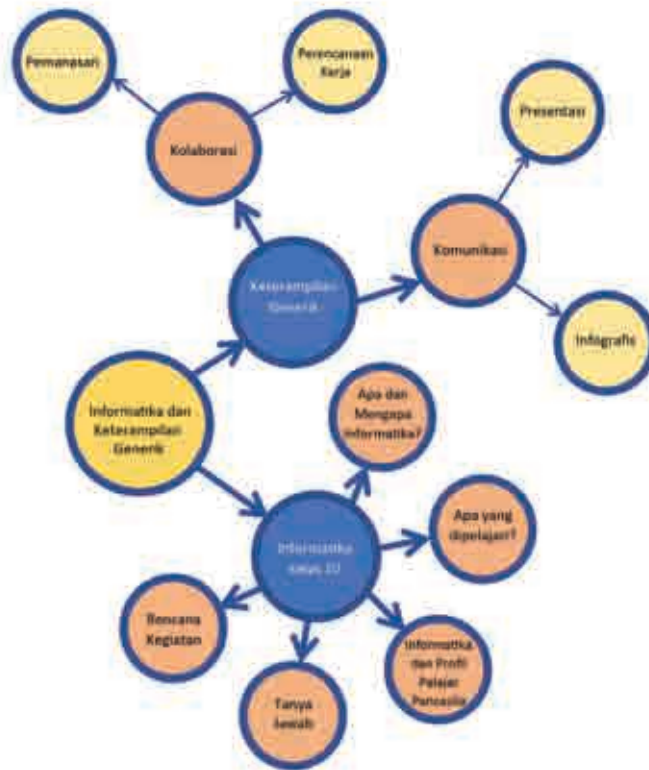 Pemanasan
Perencanaan
Kerja
Kolaborasi
Presentasi
Komunikasi
Keterampilan
Generik
Infografis
Informatika dan
Keterampilan
Generik
Apa dan
Mengapa
Informatika?
Apa yang
dipelajari?
Informatika
Kelas 10
Rencana
Kegiatan
Informatika
dan Profil
Pelajar
Pancasila
Tanya
Jawab